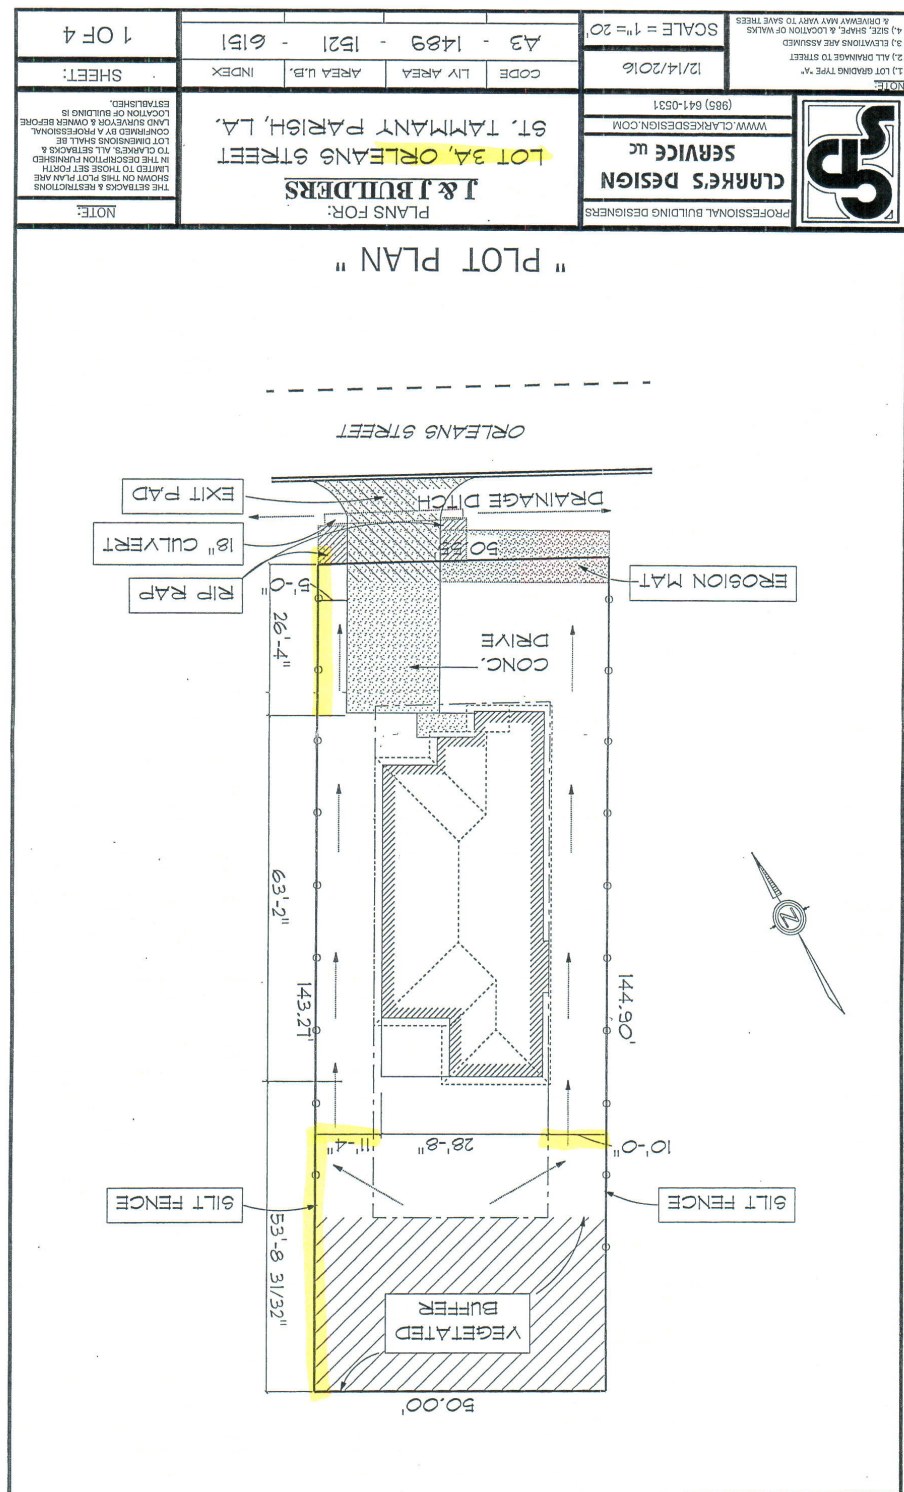 50.00'
VEGETATED
BUFFER
53'-8 31/32"
SILT FENCE
SILT FENCE
10'-0"
28'-8"
11'-4"
144.90'
143.27'
63'-2"
N
CONC.
DRIVE
26'-4"
5'-0"
EROSION MAT
RIP RAP
18" CULVERT
EXIT PAD
DRAINAGE DITCH
ORLEANS STREET
" PLOT PLAN "
PROFESSIONAL BUILDING DESIGNERS
CLARKE'S DESIGN
SERVICE LLC
WWW.CLARKESDESIGN.COM
(985) 641-0531
NOTE:
1.) LOT GRADING TYPE "A"
2.) ALL DRAINAGE TO STREET
3.) ELEVATIONS ARE ASSUMED
4.) SIZE, SHAPE, & LOCATION OF WALKS
& DRIVEWAY MAY VARY TO SAVE TREES
12/14/2016
SCALE = 1"= 20'
PLANS FOR:
J & J BUILDERS
LOT 3A, ORLEANS STREET
ST. TAMMANY PARISH, LA.
CODE LIV AREA AREA U.B. INDEX
A3 - 1489 - 1521 - 6151
NOTE:
THE SETBACKS & RESTRICTIONS
SHOWN ON THIS PLOT PLAN ARE
LIMITED TO THOSE SET FORTH
IN THE DESCRIPTION FURNISHED
TO CLARKE'S. ALL SETBACKS &
LOT DIMENSIONS SHALL BE
CONFIRMED BY A PROFESSIONAL
LAND SURVEYOR & OWNER BEFORE
LOCATION OF BUILDING IS
ESTABLISHED.
SHEET:
1 OF 4